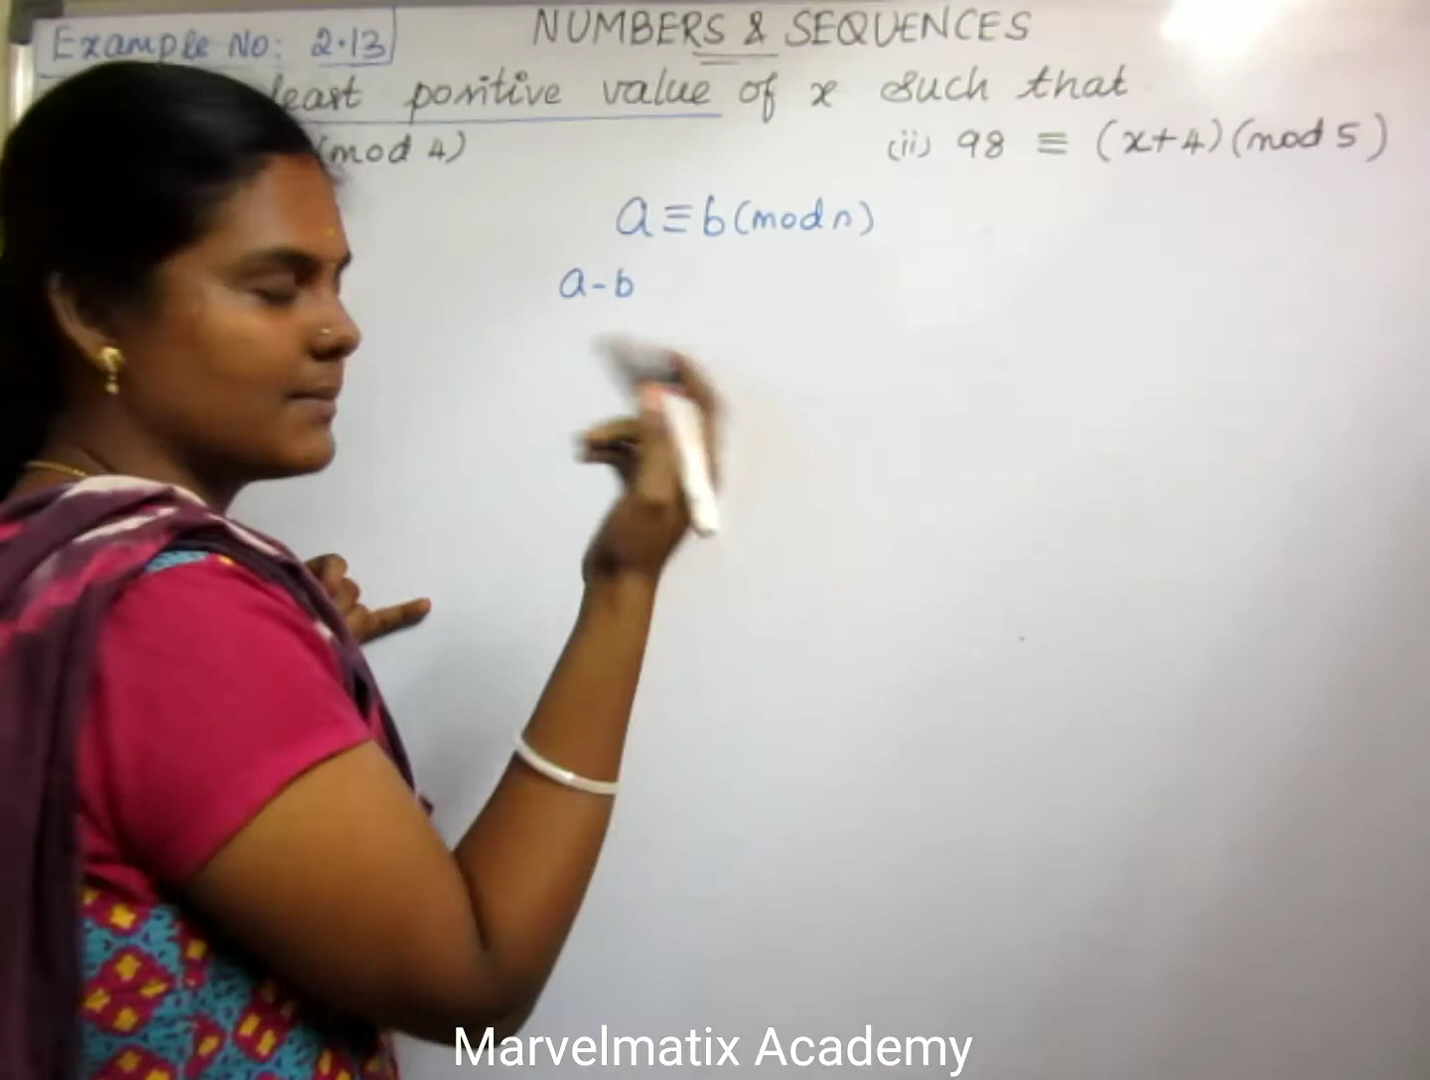 Example No: 2.13
NUMBERS & SEQUENCES
least positive value of x such that
(mod 4)
(ii) 98 ≡ (x+4)(mod 5)
a≡b(mod n)
a-b
Marvelmatix Academy